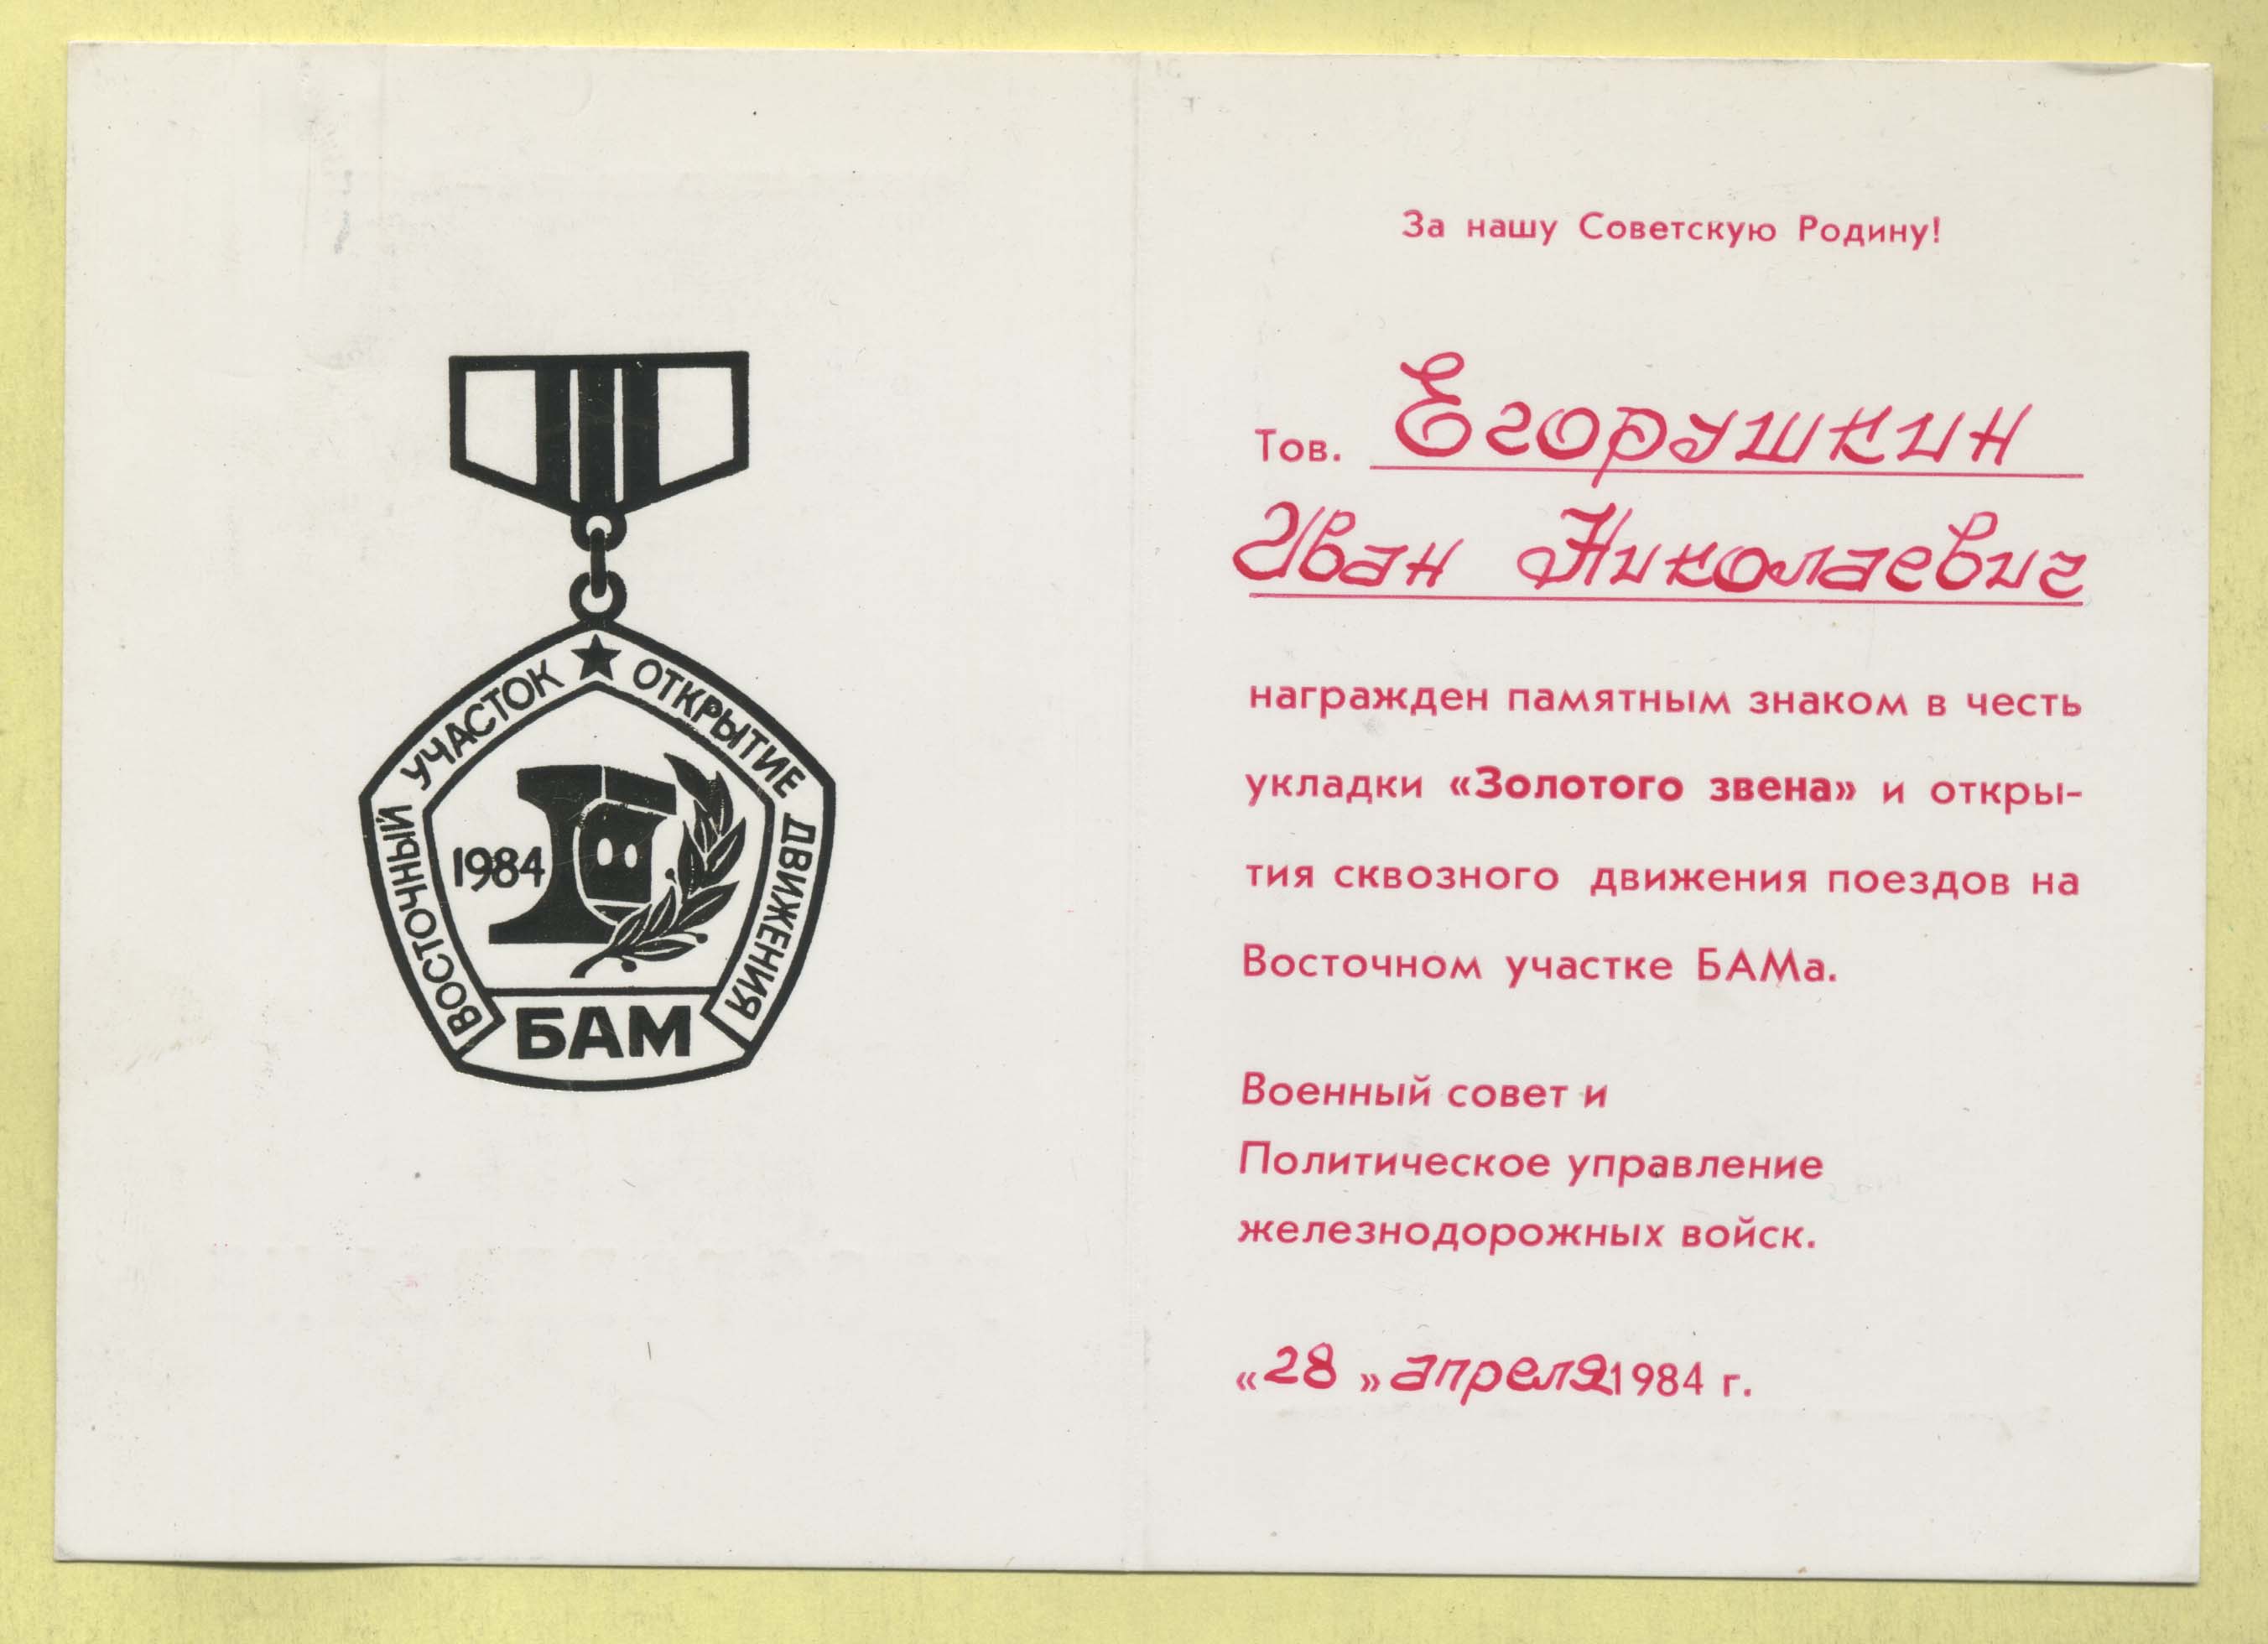 ВОСТОЧНЫЙ УЧАСТОК ★ ОТКРЫТИЕ ДВИЖЕНИЯ
1984
БАМ
За нашу Советскую Родину!
Тов. Егорушкин
Иван Николаевич
награжден памятным знаком в честь
укладки «Золотого звена» и откры-
тия сквозного движения поездов на
Восточном участке БАМа.
Военный совет и
Политическое управление
железнодорожных войск.
«28» апреля 1984 г.